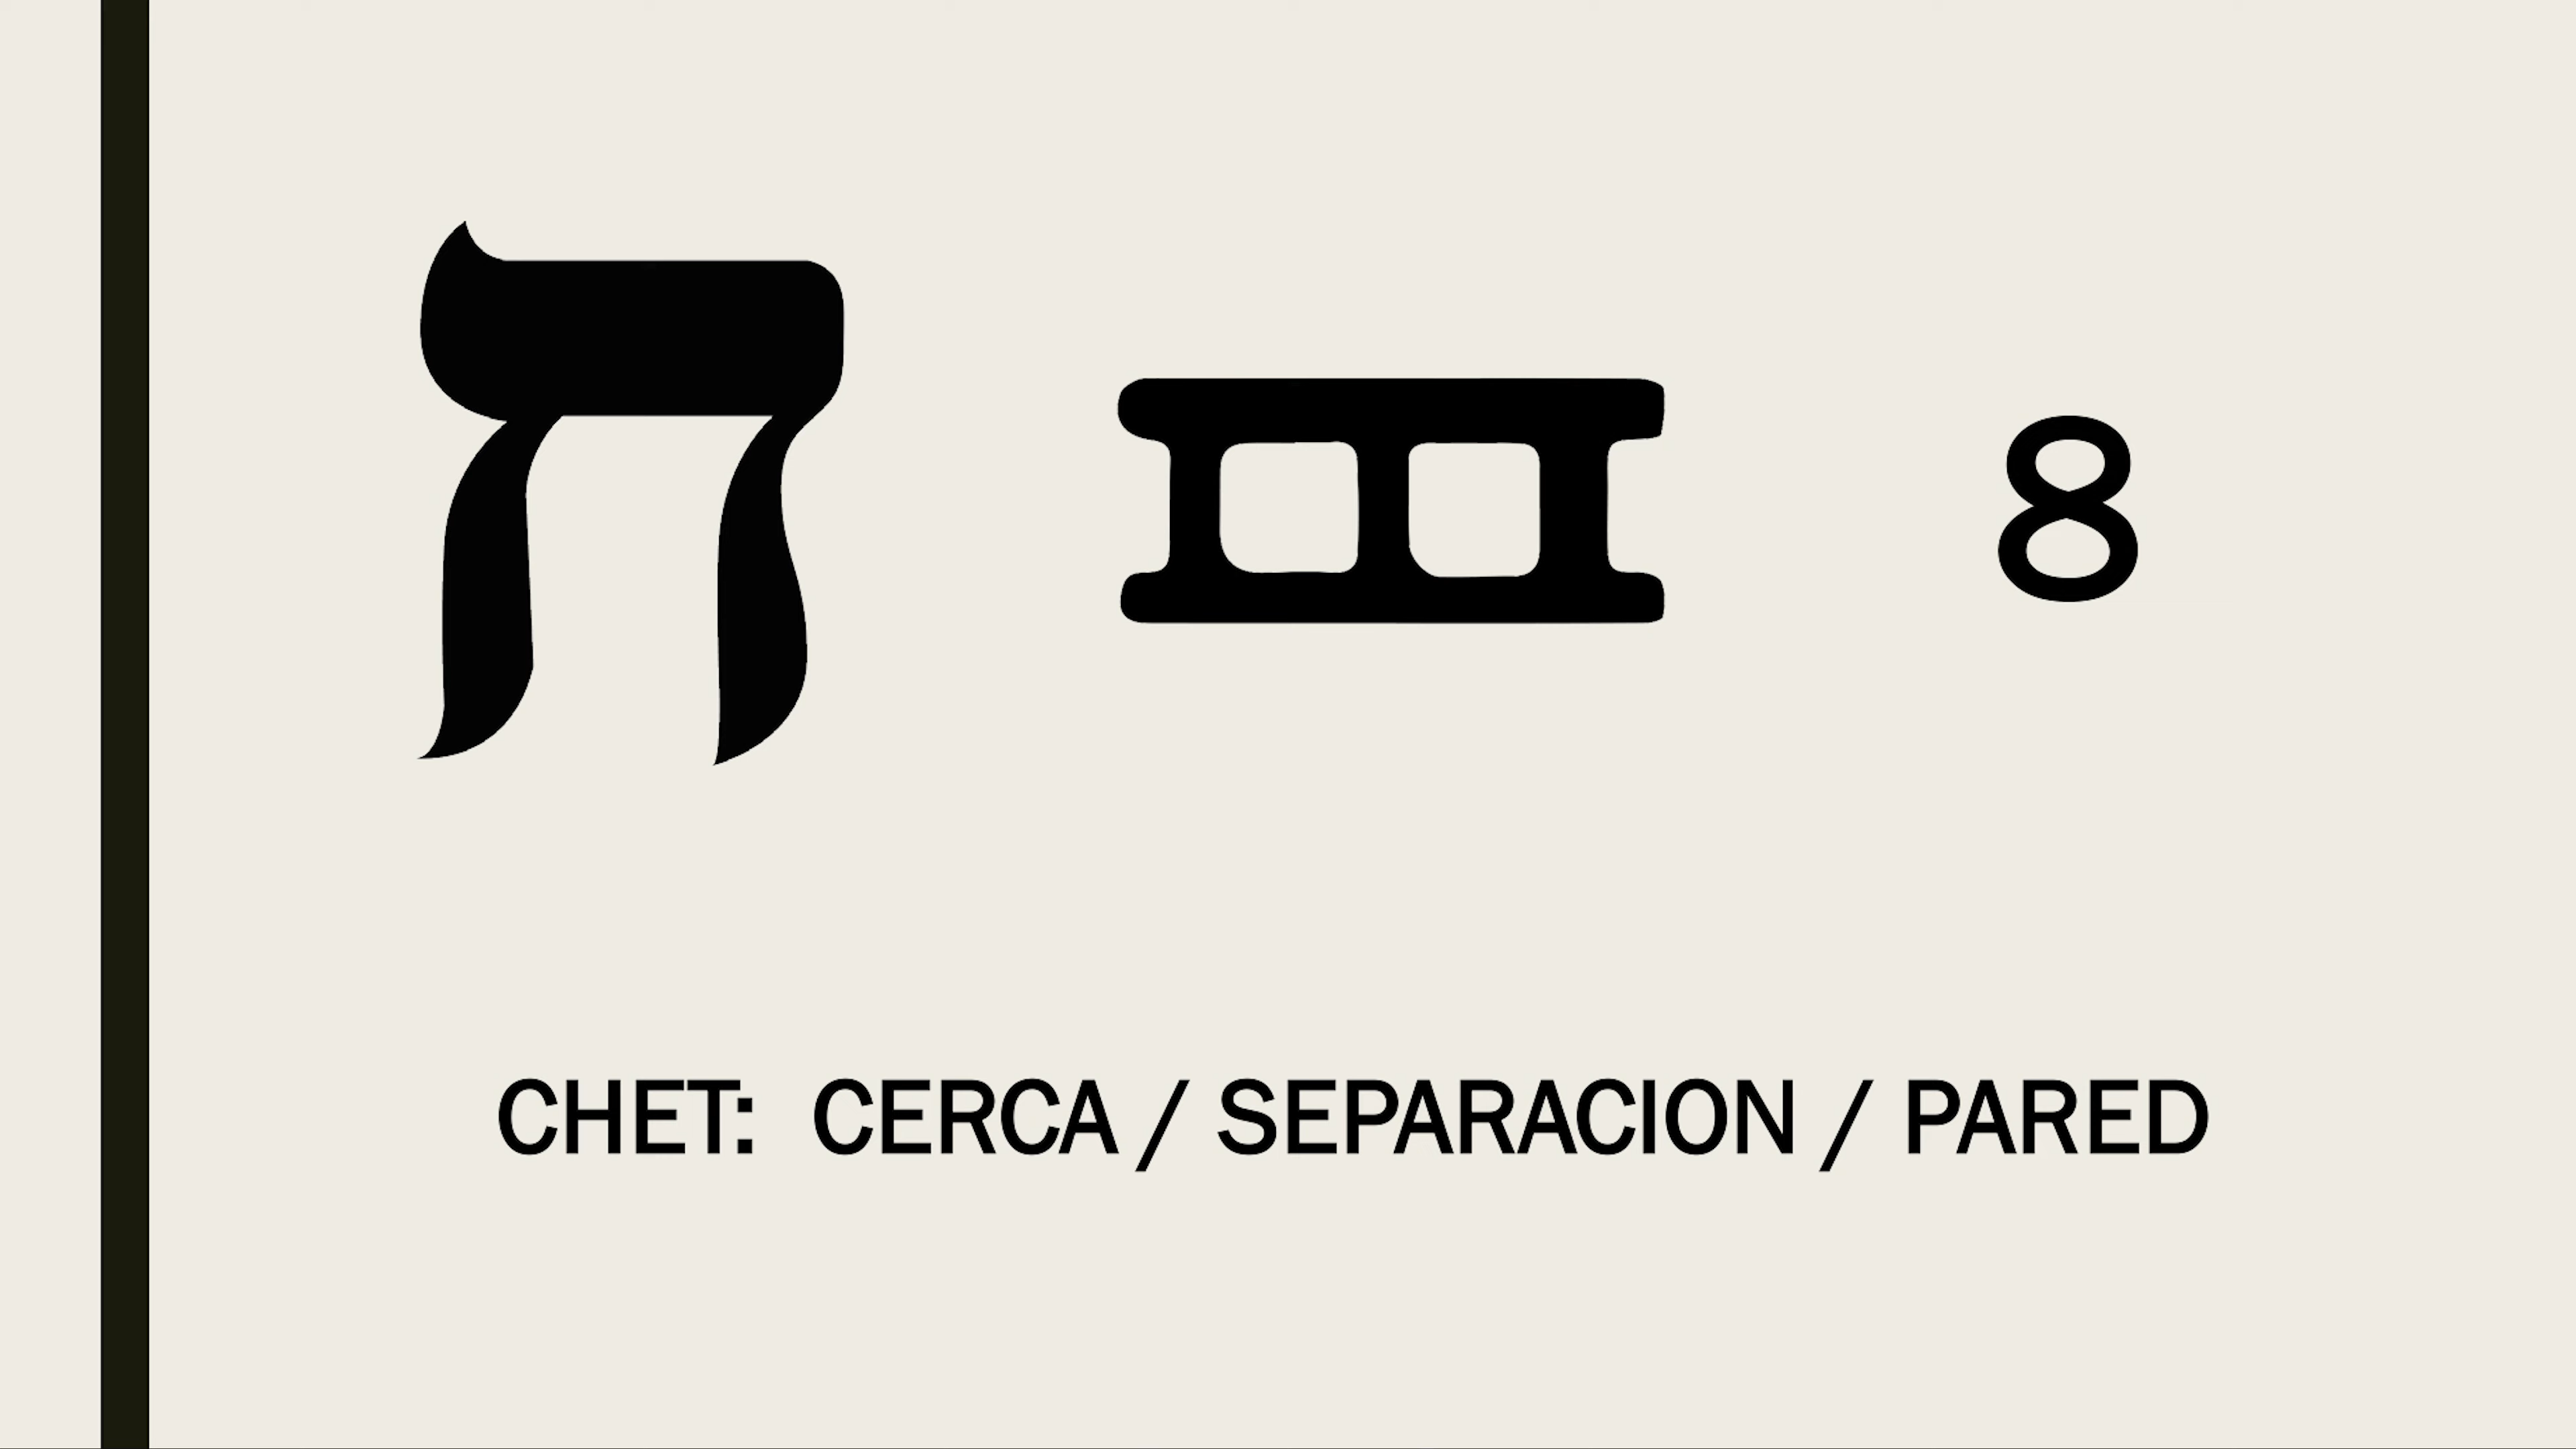 ח 8
CHET: CERCA / SEPARACION / PARED